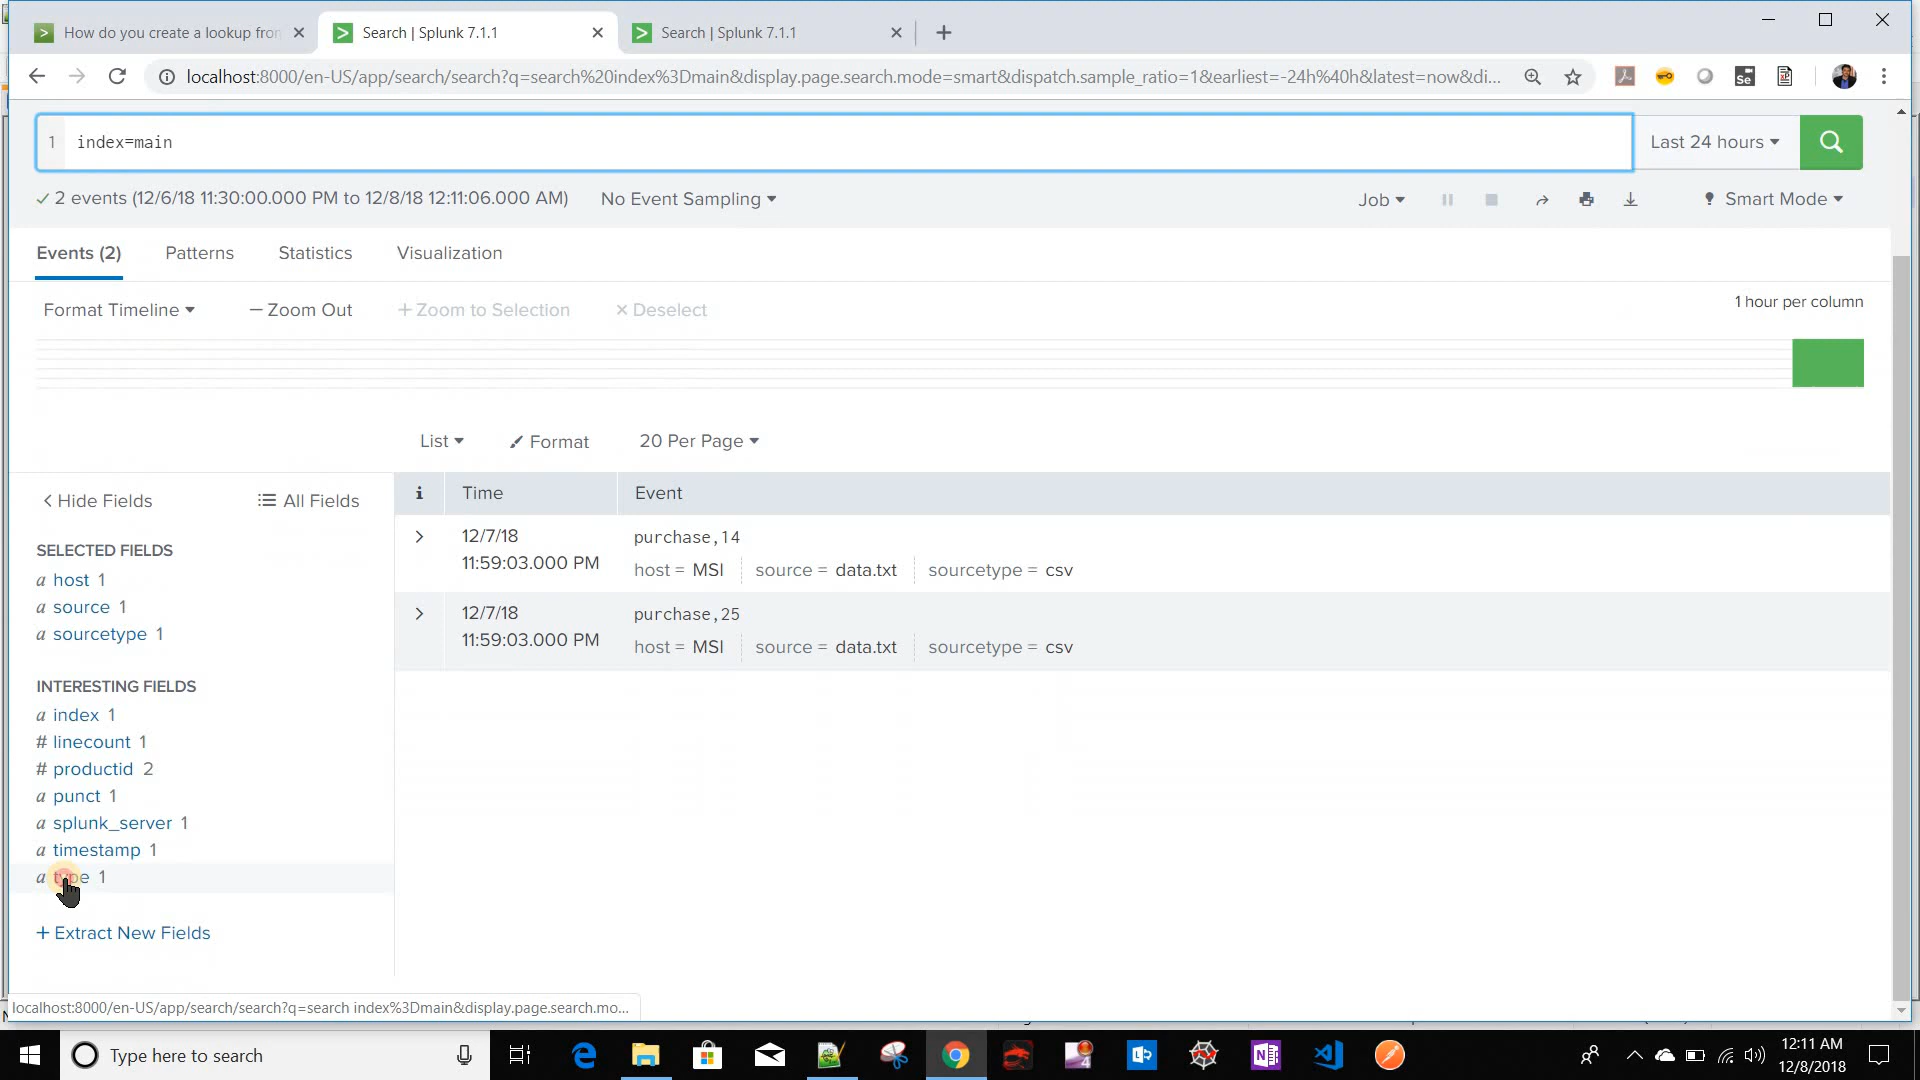 How do you create a lookup from
Search | Splunk 7.1.1
Search | Splunk 7.1.1
localhost:8000/en-US/app/search/search?q=search%20index%3Dmain&display.page.search.mode=smart&dispatch.sample_ratio=1&earliest=-24h%40h&latest=now&di...
1 index=main
Last 24 hours
2 events (12/6/18 11:30:00.000 PM to 12/8/18 12:11:06.000 AM)
No Event Sampling
Job
Smart Mode
Events (2)
Patterns
Statistics
Visualization
Format Timeline
— Zoom Out
+ Zoom to Selection
× Deselect
1 hour per column
List
Format
20 Per Page
< Hide Fields
All Fields
i
Time
Event
SELECTED FIELDS
a host 1
a source 1
a sourcetype 1
INTERESTING FIELDS
a index 1
# linecount 1
# productid 2
a punct 1
a splunk_server 1
a timestamp 1
a type 1
+ Extract New Fields
12/7/18
11:59:03.000 PM
purchase,14
host = MSI
source = data.txt
sourcetype = csv
12/7/18
11:59:03.000 PM
purchase,25
host = MSI
source = data.txt
sourcetype = csv
localhost:8000/en-US/app/search/search?q=search index%3Dmain&display.page.search.mo...
Type here to search
12:11 AM
12/8/2018